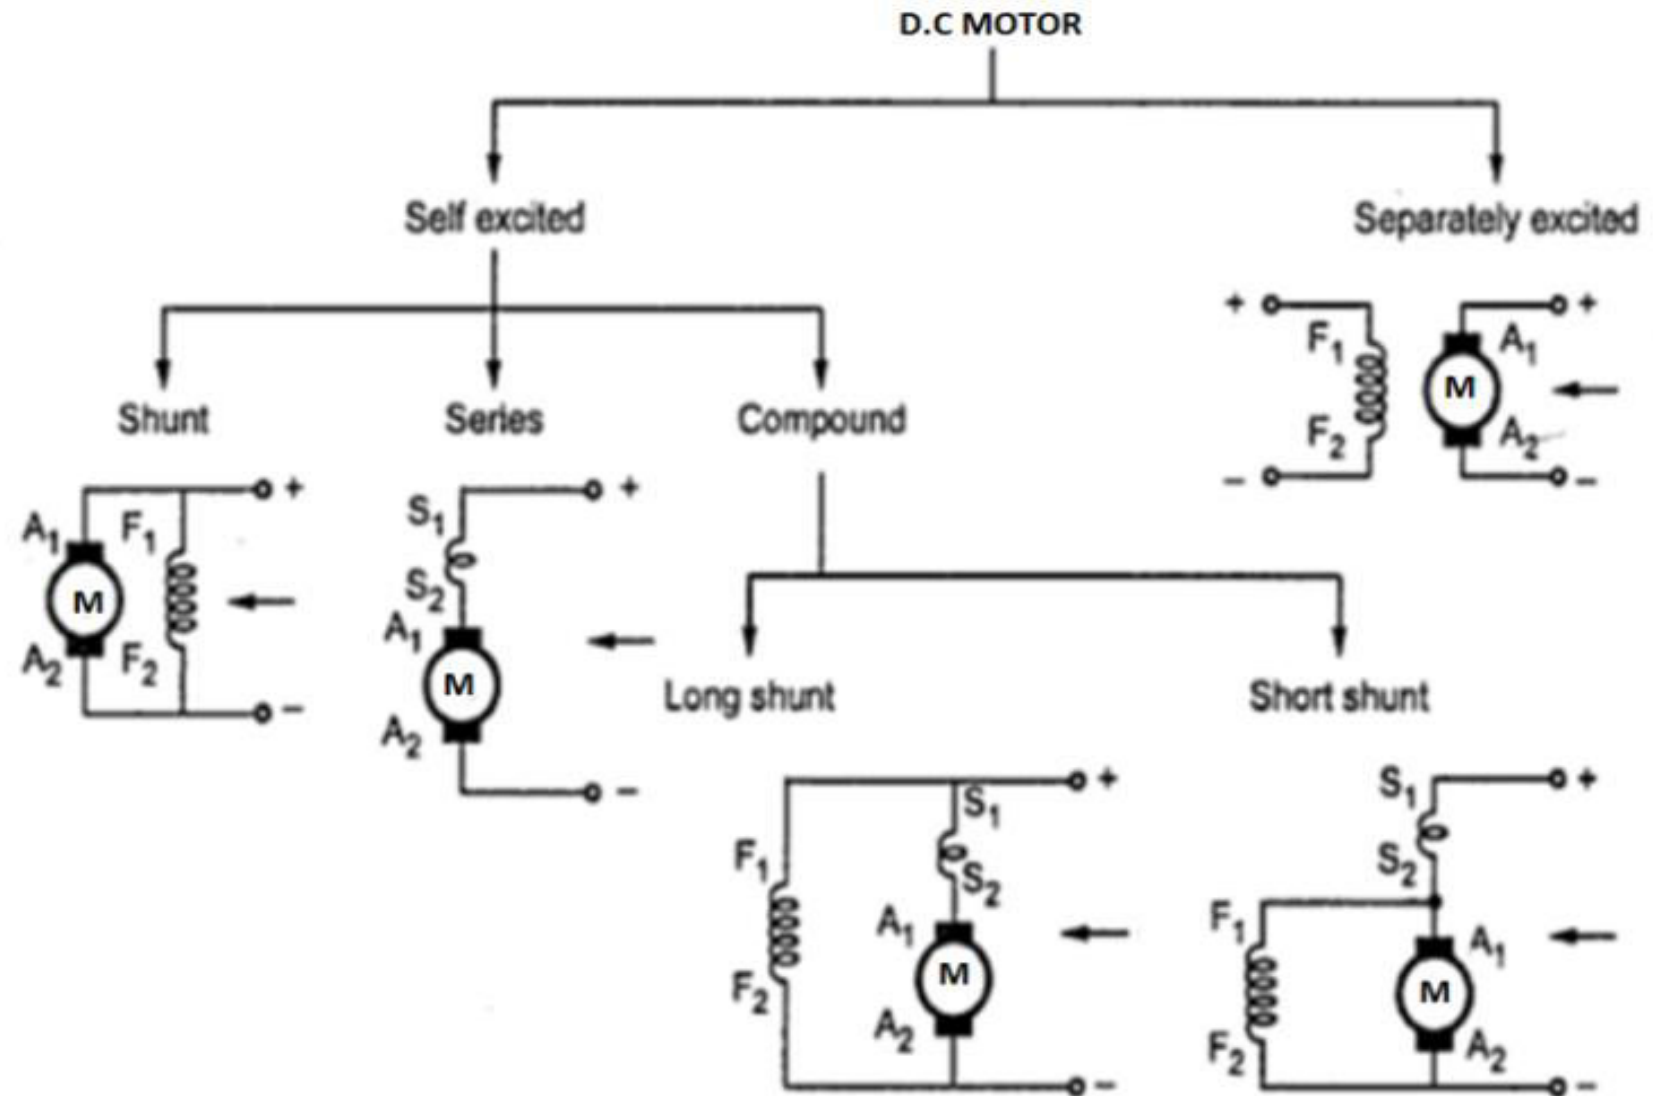 D.C MOTOR
Self excited
Separately excited
+ +
F1 A1
M
F2 A2
− −
Shunt Series Compound
+
A1 F1
M
A2 F2
−
+
S1
S2
A1
M
A2
−
Long shunt Short shunt
+
S1
F1
S2
A1
M
F2
A2
−
+
S1
S2
F1
A1
M
F2
A2
−